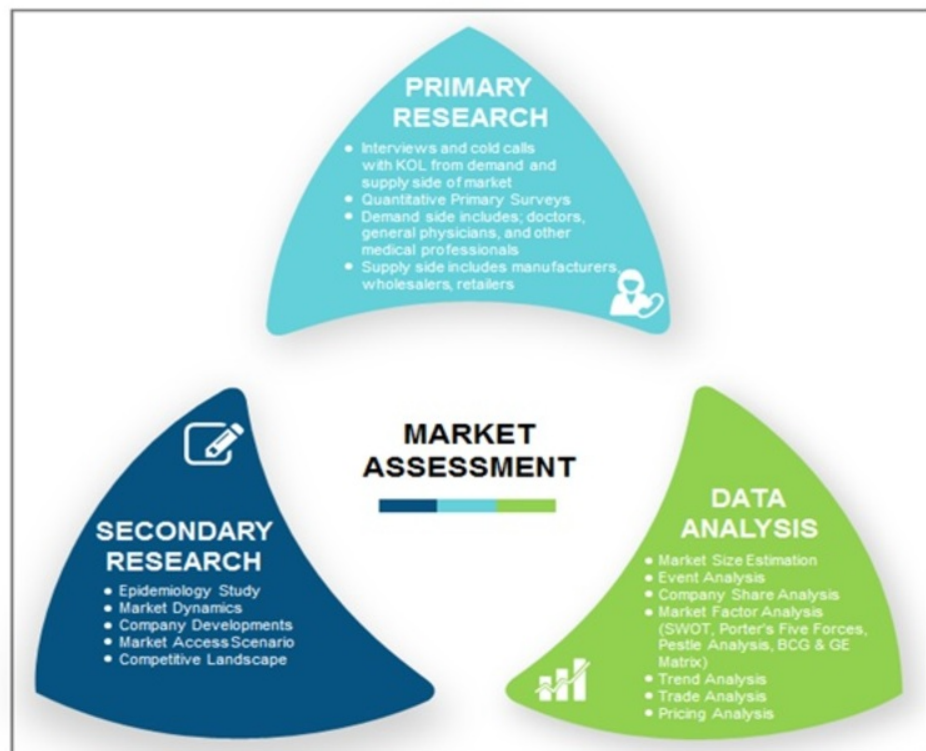 PRIMARY
RESEARCH
• Interviews and cold calls
with KOL from demand and
supply side of market
• Quantitative Primary Surveys
• Demand side includes; doctors,
general physicians, and other
medical professionals
• Supply side includes manufacturers,
wholesalers, retailers
MARKET
ASSESSMENT
SECONDARY
RESEARCH
• Epidemiology Study
• Market Dynamics
• Company Developments
• Market Access Scenario
• Competitive Landscape
DATA
ANALYSIS
• Market Size Estimation
• Event Analysis
• Company Share Analysis
• Market Factor Analysis
(SWOT, Porter's Five Forces,
Pestle Analysis, BCG & GE
Matrix)
• Trend Analysis
• Trade Analysis
• Pricing Analysis